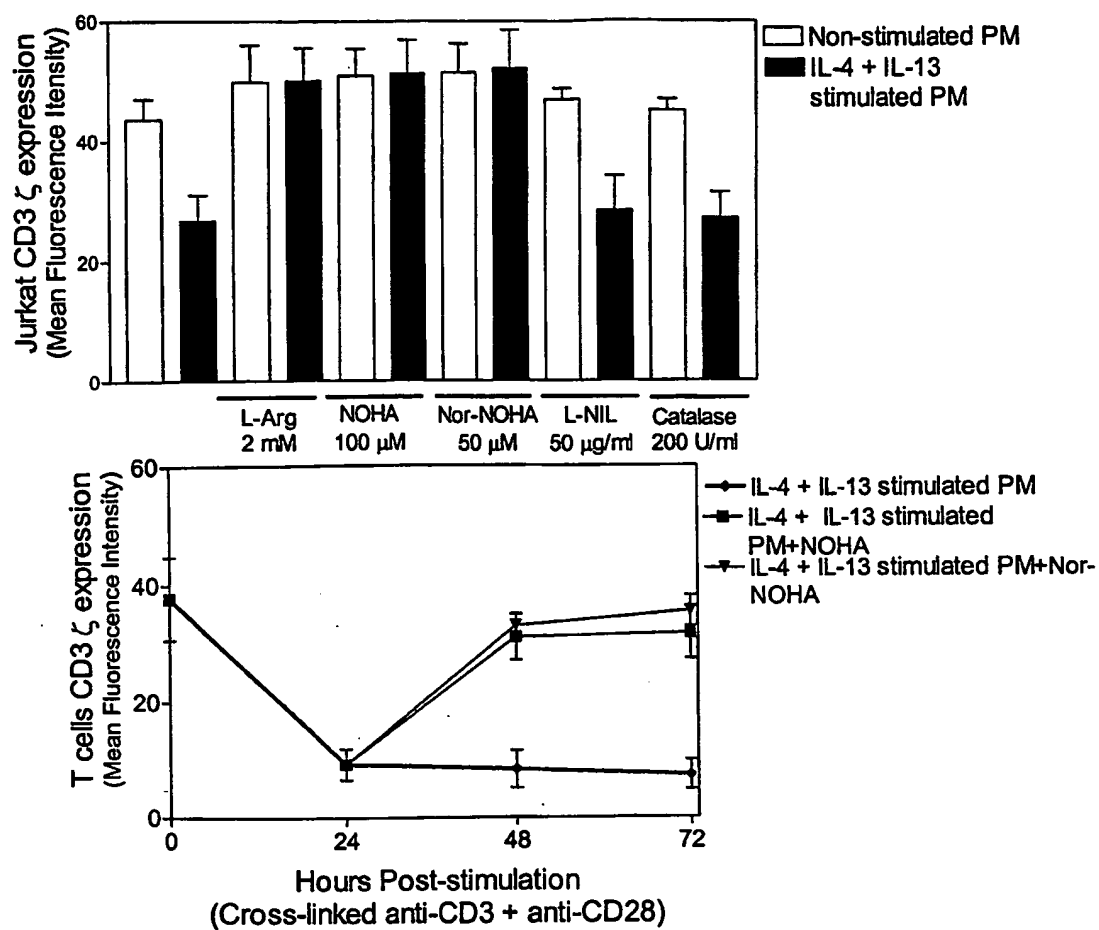 60
40
20
0
Jurkat CD3 ζ expression
(Mean Fluorescence Itensity)
Non-stimulated PM
IL-4 + IL-13
stimulated PM
L-Arg
2 mM
NOHA
100 µM
Nor-NOHA
50 µM
L-NIL
50 µg/ml
Catalase
200 U/ml
60
40
20
0
T cells CD3 ζ expression
(Mean Fluorescence Intensity)
IL-4 + IL-13 stimulated PM
IL-4 + IL-13 stimulated
PM+NOHA
IL-4 + IL-13 stimulated PM+Nor-
NOHA
0
24
48
72
Hours Post-stimulation
(Cross-linked anti-CD3 + anti-CD28)